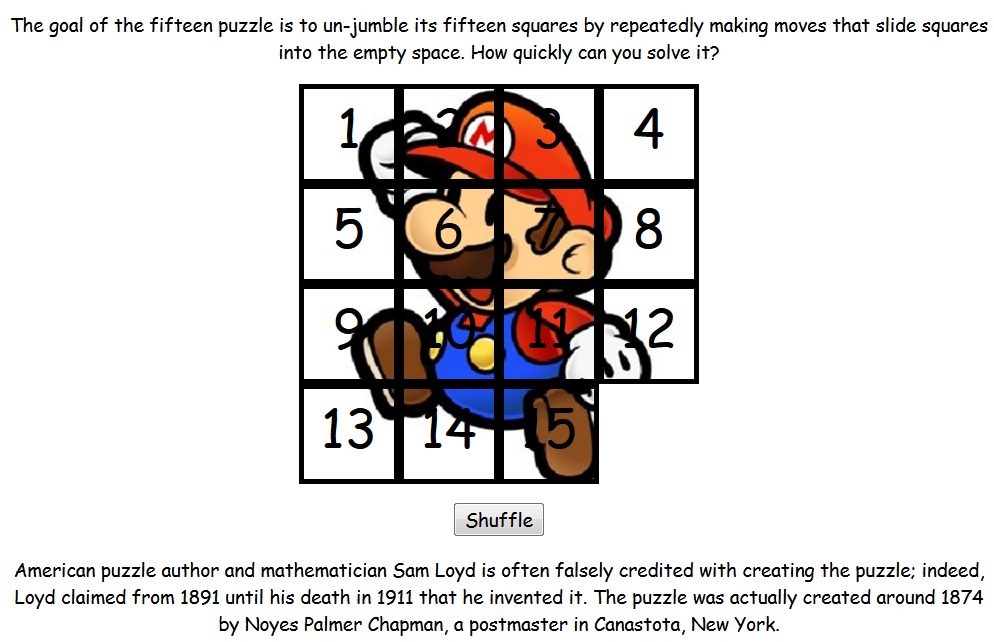 The goal of the fifteen puzzle is to un-jumble its fifteen squares by repeatedly making moves that slide squares
into the empty space. How quickly can you solve it?
1 2 3 4
5 6 7 8
9 10 11 12
13 14 15
Shuffle
American puzzle author and mathematician Sam Loyd is often falsely credited with creating the puzzle; indeed,
Loyd claimed from 1891 until his death in 1911 that he invented it. The puzzle was actually created around 1874
by Noyes Palmer Chapman, a postmaster in Canastota, New York.